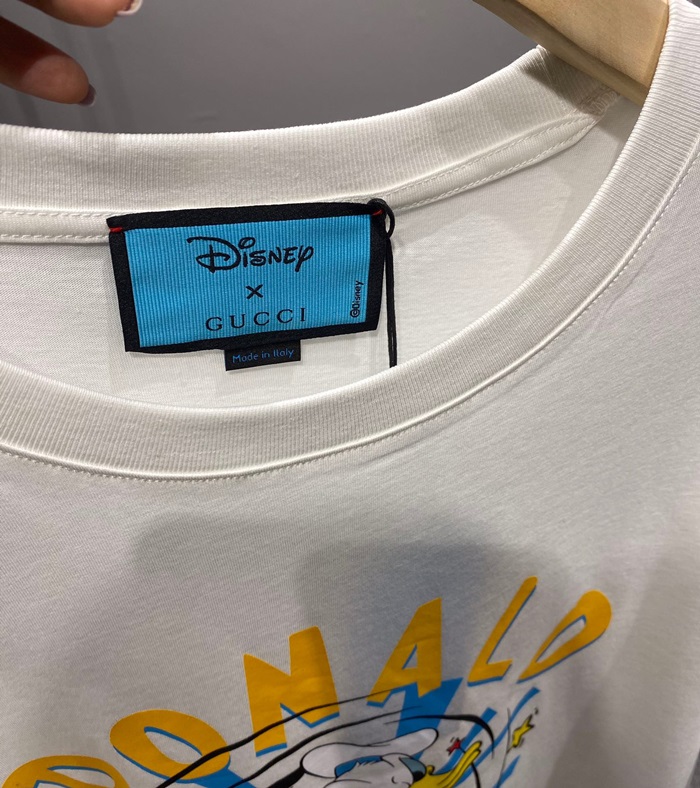 Disney
x
GUCCI
©Disney
Made in Italy
DONALD